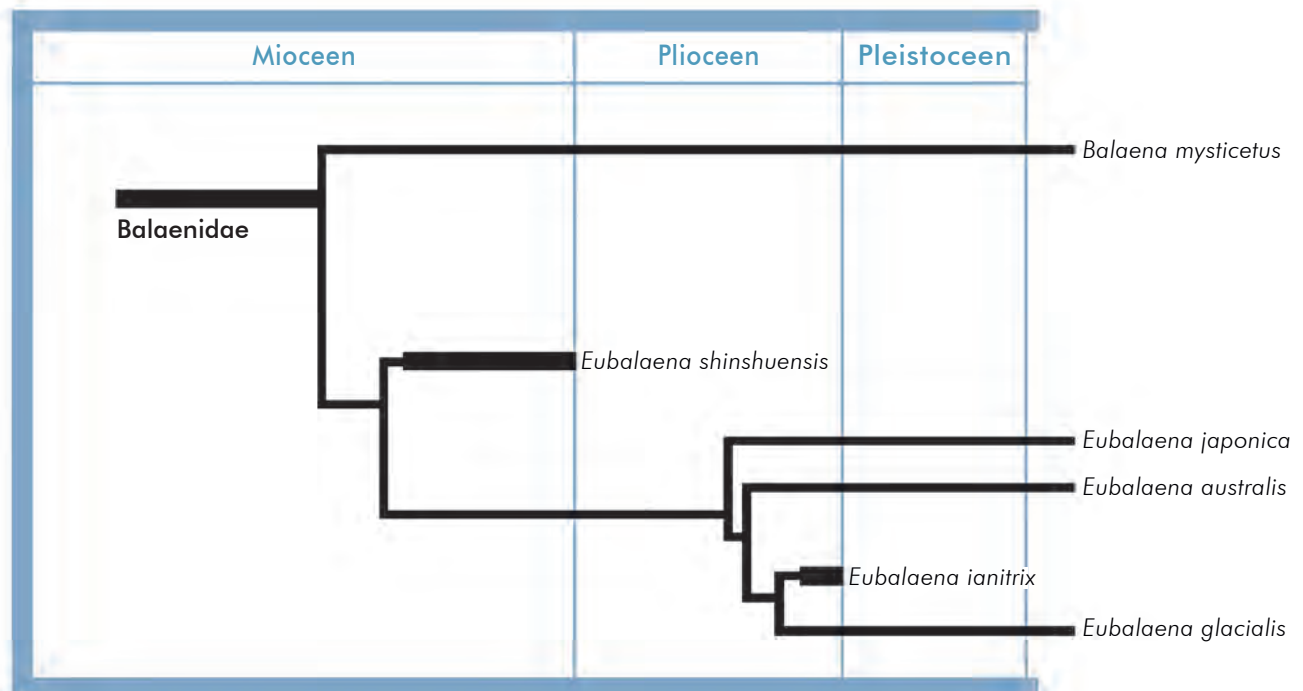 Mioceen Plioceen Pleistoceen
Balaena mysticetus
Balaenidae
Eubalaena shinshuensis
Eubalaena japonica
Eubalaena australis
Eubalaena ianitrix
Eubalaena glacialis